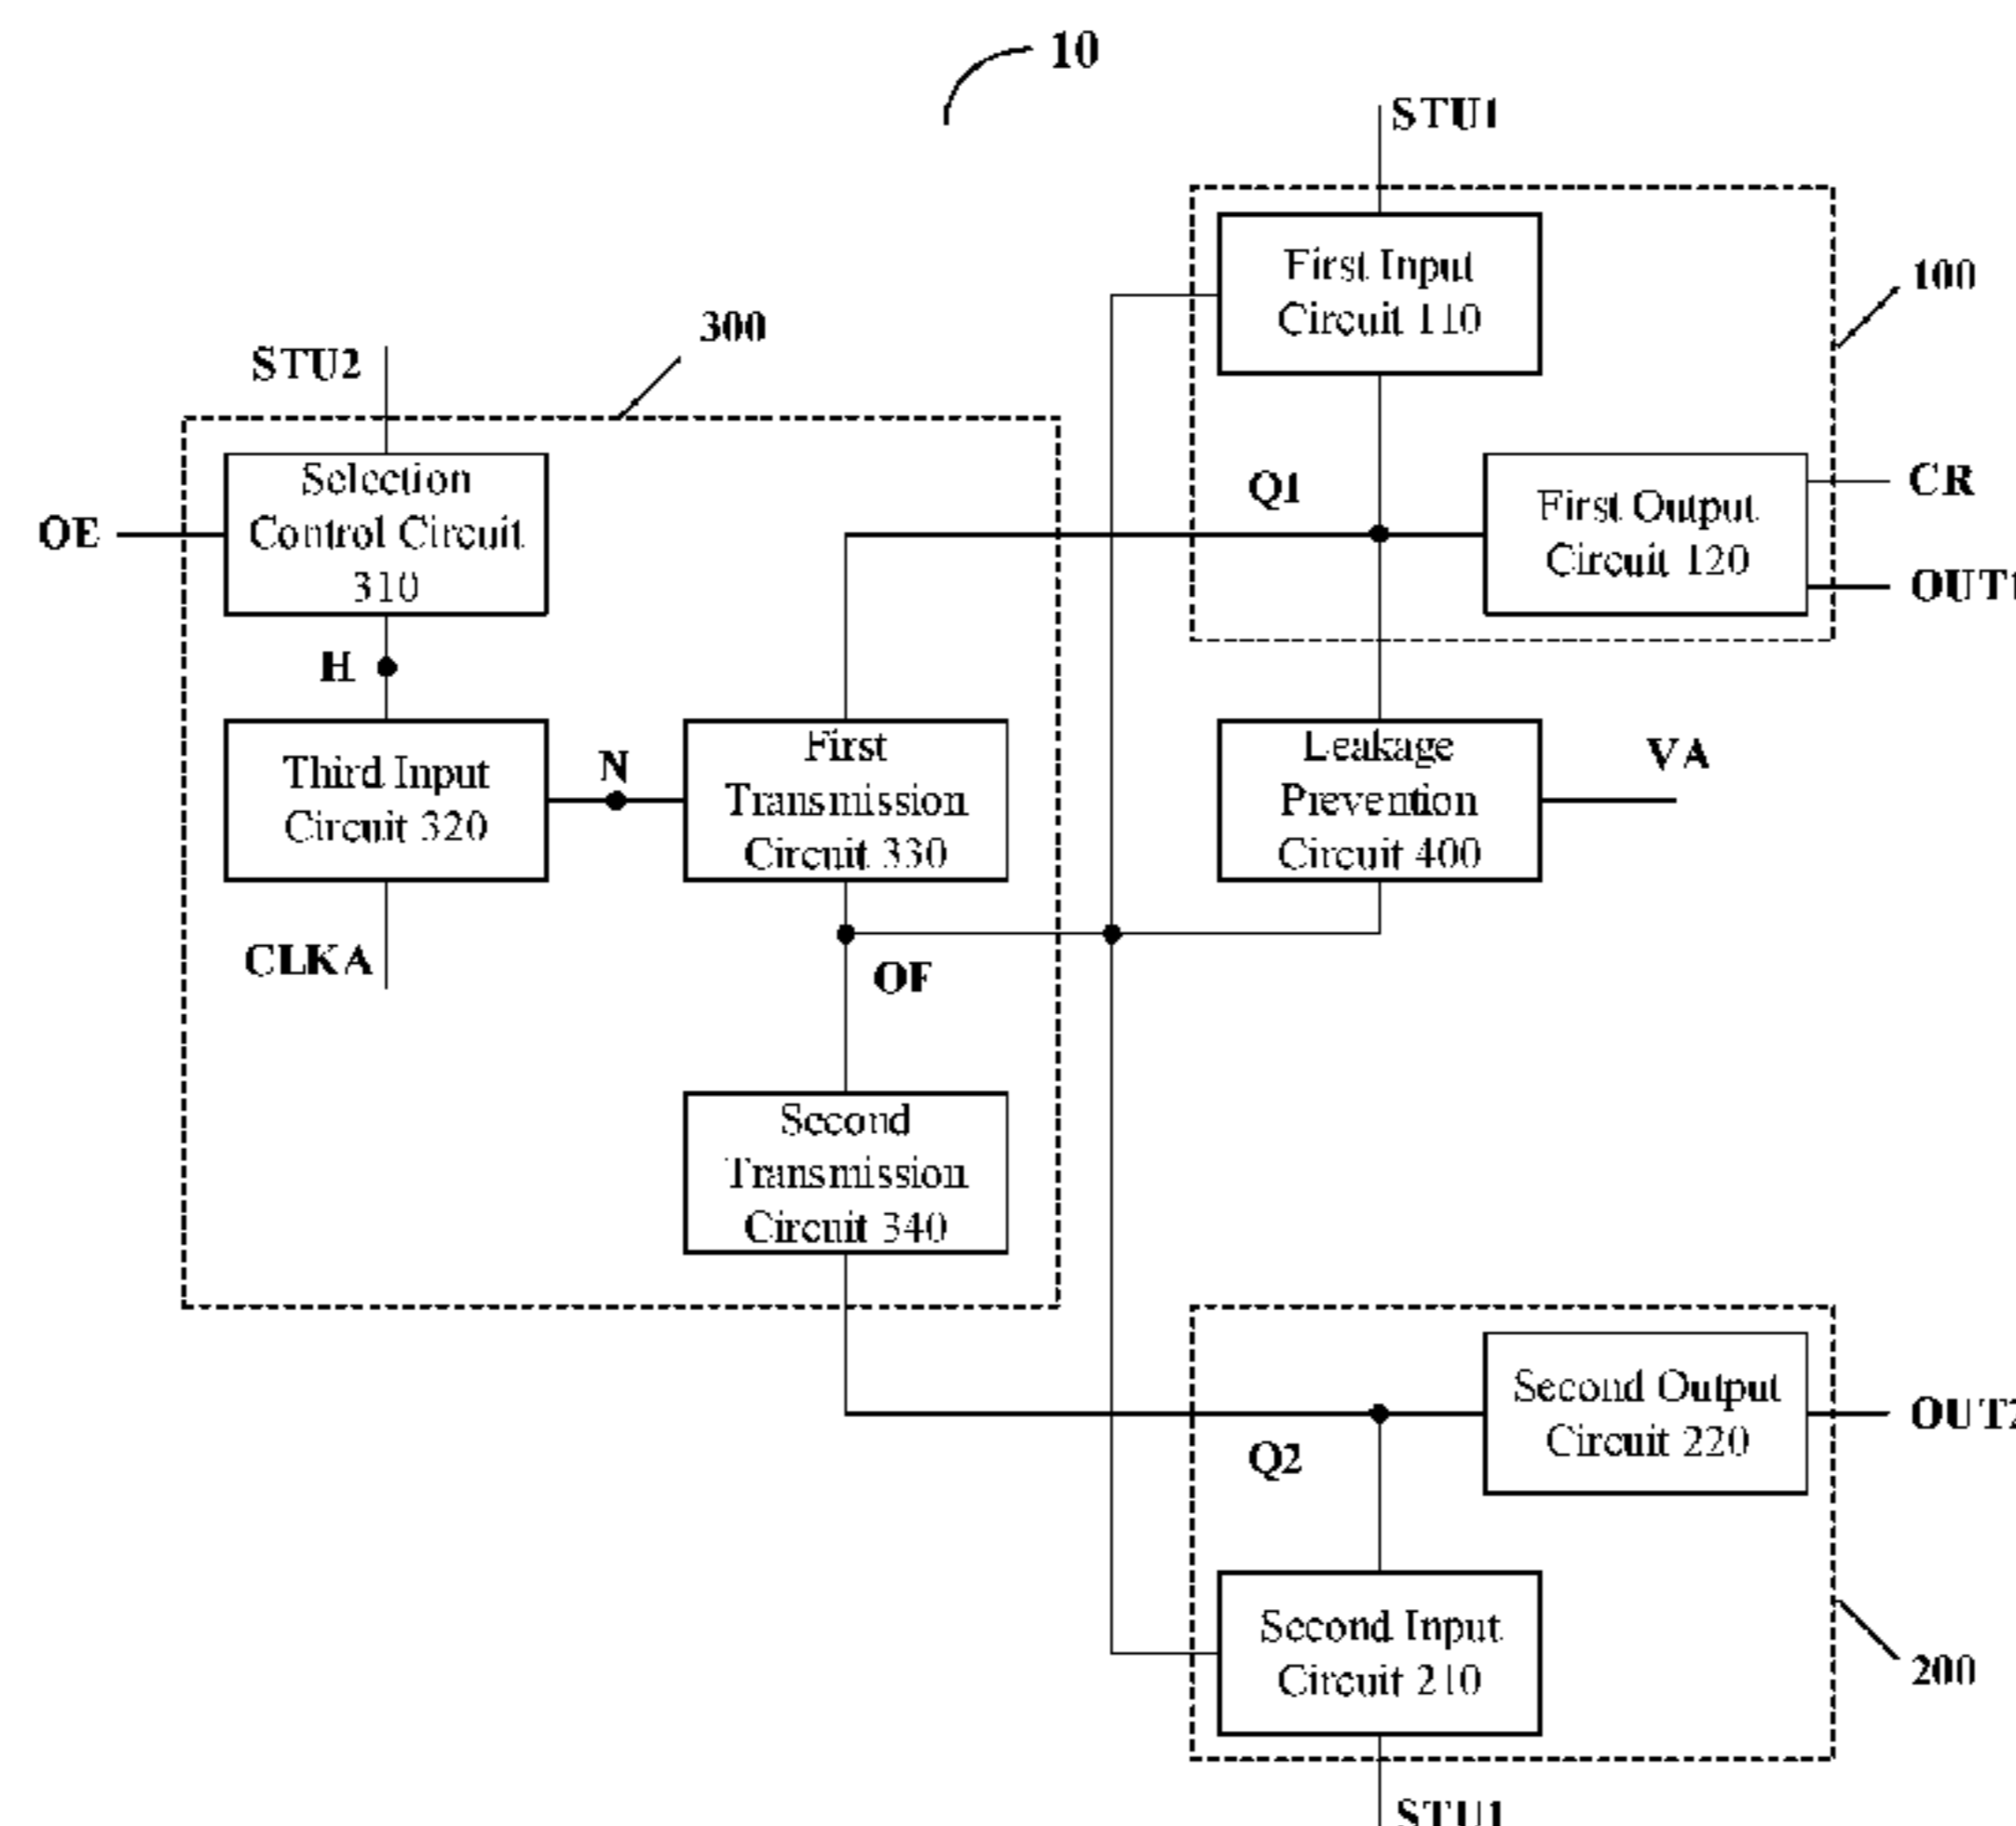 10
STU1
First Input
Circuit 110
100
300
STU2
Selection
Control Circuit
310
OE
Q1
First Output
Circuit 120
CR
OUT1
H
Third Input
Circuit 320
N
First
Transmission
Circuit 330
Leakage
Prevention
Circuit 400
VA
CLKA
OF
Second
Transmission
Circuit 340
Second Output
Circuit 220
OUT2
Q2
Second Input
Circuit 210
200
STU1